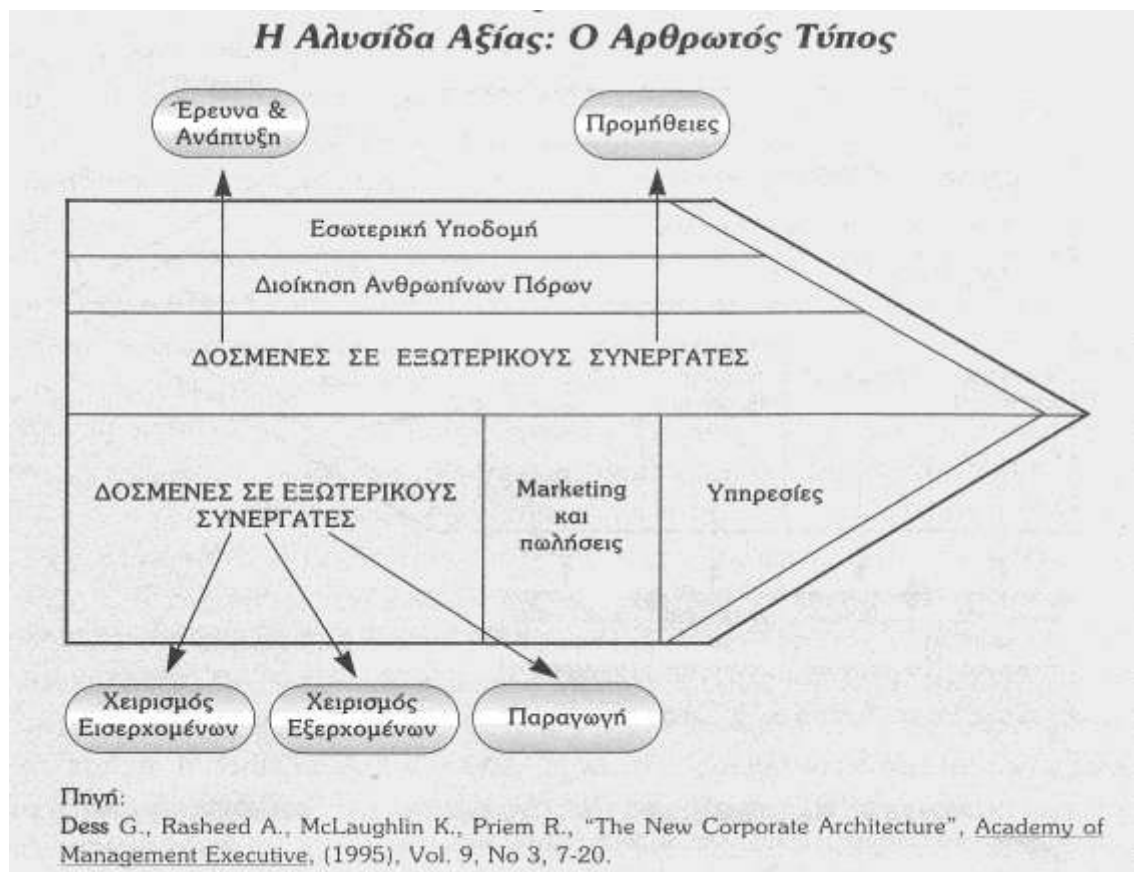 Η Αλυσίδα Αξίας: Ο Αρθρωτός Τύπος
Έρευνα &
Ανάπτυξη
Προμήθειες
Εσωτερική Υποδομή
Διοίκηση Ανθρωπίνων Πόρων
ΔΟΣΜΕΝΕΣ ΣΕ ΕΞΩΤΕΡΙΚΟΥΣ ΣΥΝΕΡΓΑΤΕΣ
ΔΟΣΜΕΝΕΣ ΣΕ ΕΞΩΤΕΡΙΚΟΥΣ
ΣΥΝΕΡΓΑΤΕΣ
Marketing
και
πωλήσεις
Υπηρεσίες
Χειρισμός
Εισερχομένων
Χειρισμός
Εξερχομένων
Παραγωγή
Πηγή:
Dess G., Rasheed A., McLaughlin K., Priem R., “The New Corporate Architecture”, Academy of
Management Executive, (1995), Vol. 9, No 3, 7-20.